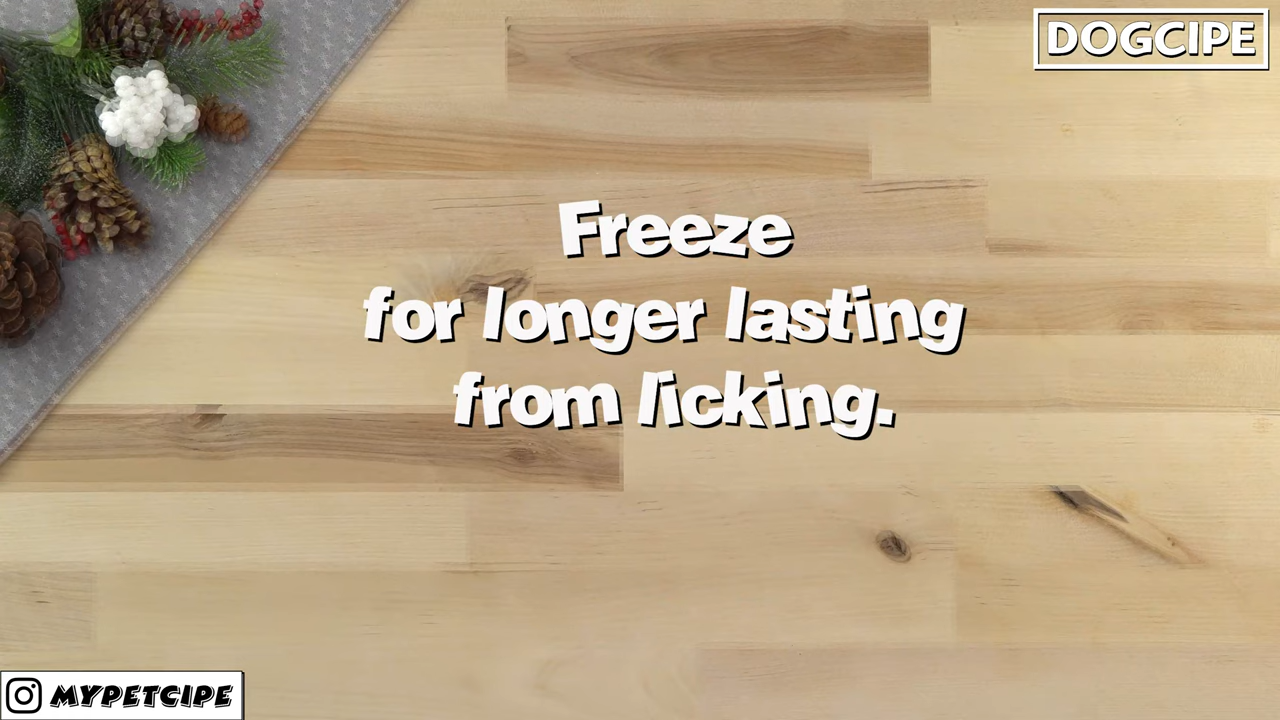 DOGCIPE
Freeze
for longer lasting
from licking.
MYPETCIPE